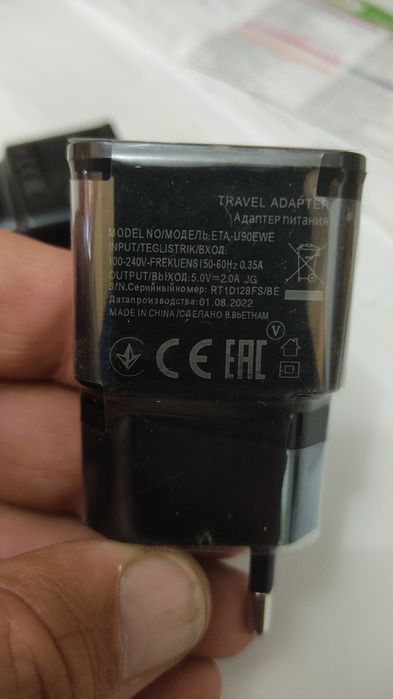 TRAVEL ADAPTER
Адаптер питания
MODEL NO/МОДЕЛЬ:ETA-U90EWE
INPUT/TEGLISTRIK/ВХОД:
100-240V-FREKUENSI50-60Hz 0.35A
OUTPUT/ВЫХОД:5.0V⎓2.0A JG
S/N.Серийныйномер: RT1D128FS/BE
Датапроизводства: 01.08.2022
MADE IN CHINA/СДЕЛАНО В.ВЬЕТНАМ
V
CE EAC